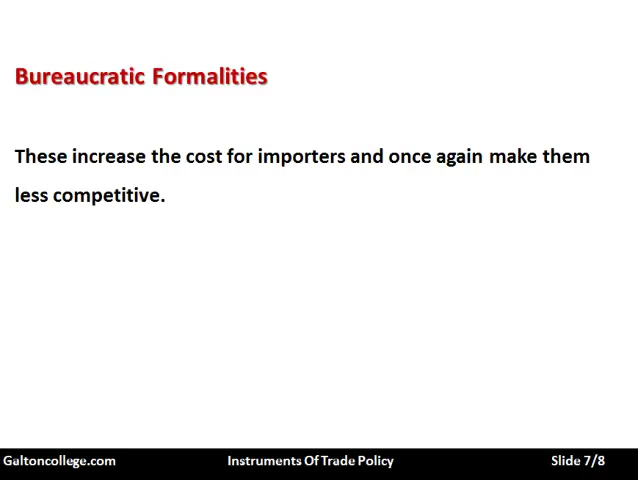 Bureaucratic Formalities
These increase the cost for importers and once again make them
less competitive.
Galtoncollege.com Instruments Of Trade Policy Slide 7/8